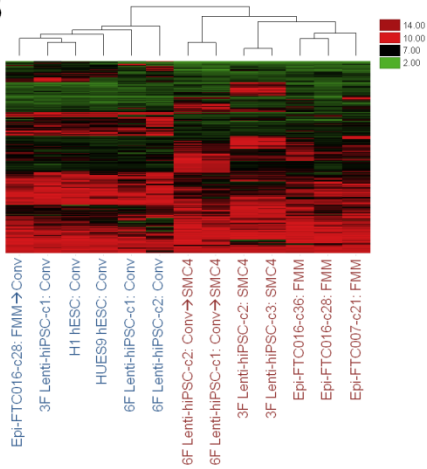 14.00
10.00
7.00
2.00
Epi-FTC016-c28: FMM→Conv
3F Lenti-hiPSC-c1: Conv
H1 hESC: Conv
HUES9 hESC: Conv
6F Lenti-hiPSC-c1: Conv
6F Lenti-hiPSC-c2: Conv
6F Lenti-hiPSC-c2: Conv→SMC4
6F Lenti-hiPSC-c1: Conv→SMC4
3F Lenti-hiPSC-c2: SMC4
3F Lenti-hiPSC-c3: SMC4
Epi-FTC016-c36: FMM
Epi-FTC016-c28: FMM
Epi-FTC007-c21: FMM